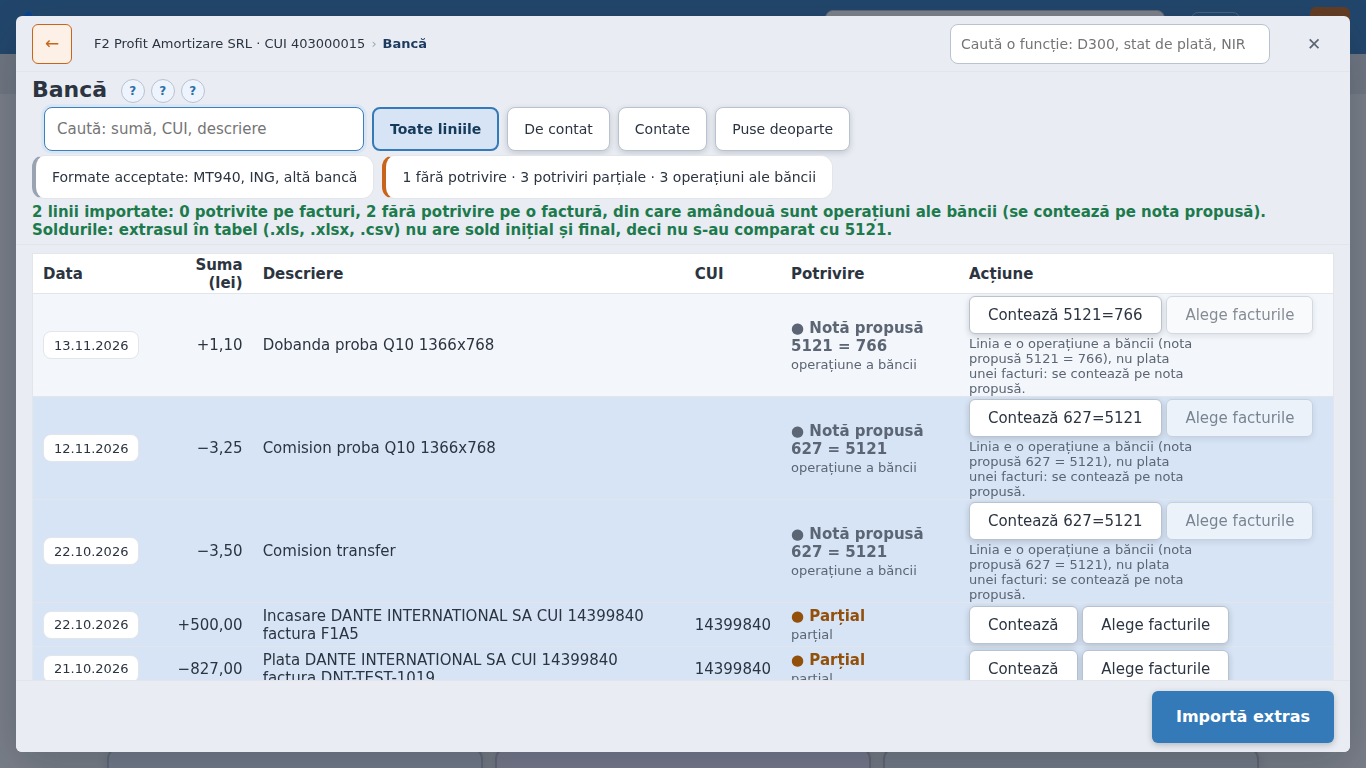 ←
F2 Profit Amortizare SRL · CUI 403000015 › Bancă
Caută o funcție: D300, stat de plată, NIR
✕
Bancă
? ? ?
Caută: sumă, CUI, descriere
Toate liniile
De contat
Contate
Puse deoparte
Formate acceptate: MT940, ING, altă bancă
1 fără potrivire · 3 potriviri parțiale · 3 operațiuni ale băncii
2 linii importate: 0 potrivite pe facturi, 2 fără potrivire pe o factură, din care amândouă sunt operațiuni ale băncii (se contează pe nota propusă).
Soldurile: extrasul în tabel (.xls, .xlsx, .csv) nu are sold inițial și final, deci nu s-au comparat cu 5121.
Data
Suma
(lei)
Descriere
CUI
Potrivire
Acțiune
13.11.2026
+1,10
Dobanda proba Q10 1366x768
● Notă propusă
5121 = 766
operațiune a băncii
Contează 5121=766
Alege facturile
Linia e o operațiune a băncii (nota
propusă 5121 = 766), nu plata
unei facturi: se contează pe nota
propusă.
12.11.2026
−3,25
Comision proba Q10 1366x768
● Notă propusă
627 = 5121
operațiune a băncii
Contează 627=5121
Alege facturile
Linia e o operațiune a băncii (nota
propusă 627 = 5121), nu plata
unei facturi: se contează pe nota
propusă.
22.10.2026
−3,50
Comision transfer
● Notă propusă
627 = 5121
operațiune a băncii
Contează 627=5121
Alege facturile
Linia e o operațiune a băncii (nota
propusă 627 = 5121), nu plata
unei facturi: se contează pe nota
propusă.
22.10.2026
+500,00
Incasare DANTE INTERNATIONAL SA CUI 14399840
factura F1A5
14399840
● Parțial
parțial
Contează
Alege facturile
21.10.2026
−827,00
Plata DANTE INTERNATIONAL SA CUI 14399840
factura DNT-TEST-1019
14399840
● Parțial
parțial
Contează
Alege facturile
Importă extras